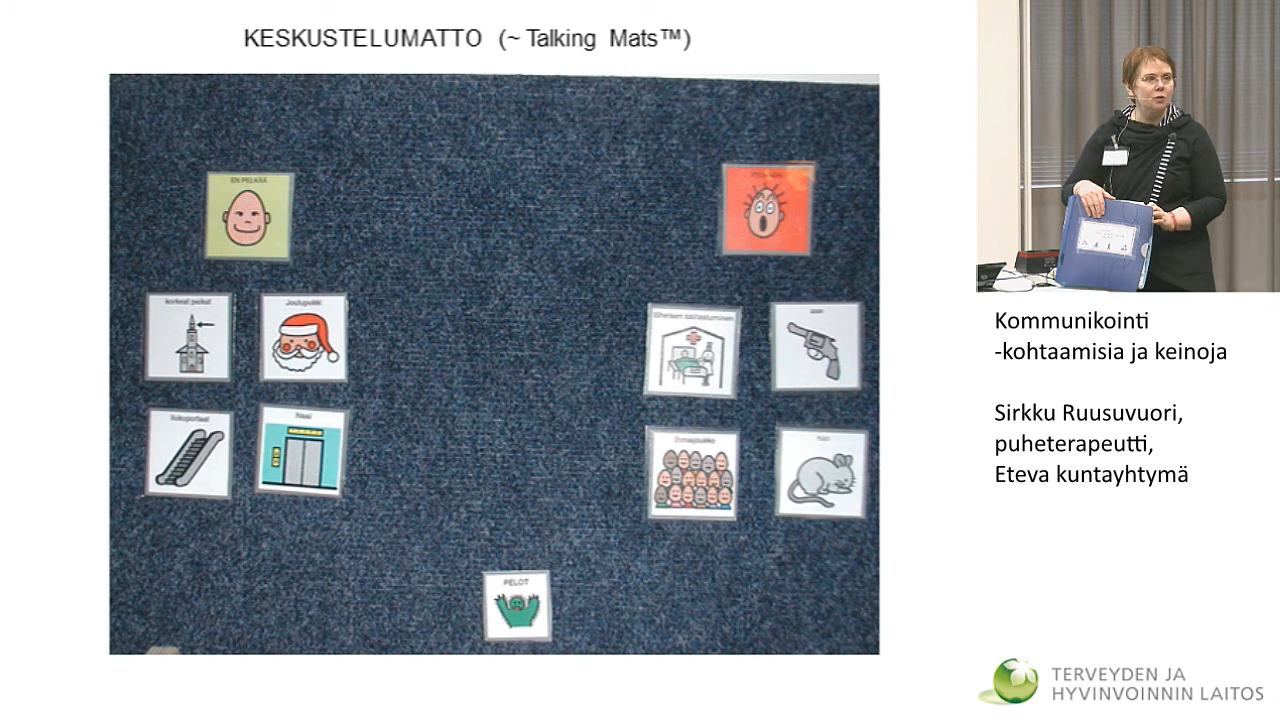 KESKUSTELUMATTO (~ Talking Mats™)
EN PELKÄÄ
korkeat paikat
Joulupukki
liukuportaat
hissi
ase
Ihmisjoukko
hiiri
PELOT
Kommunikointi
-kohtaamisia ja keinoja
Sirkku Ruusuvuori,
puheterapeutti,
Eteva kuntayhtymä
TERVEYDEN JA
HYVINVOINNIN LAITOS